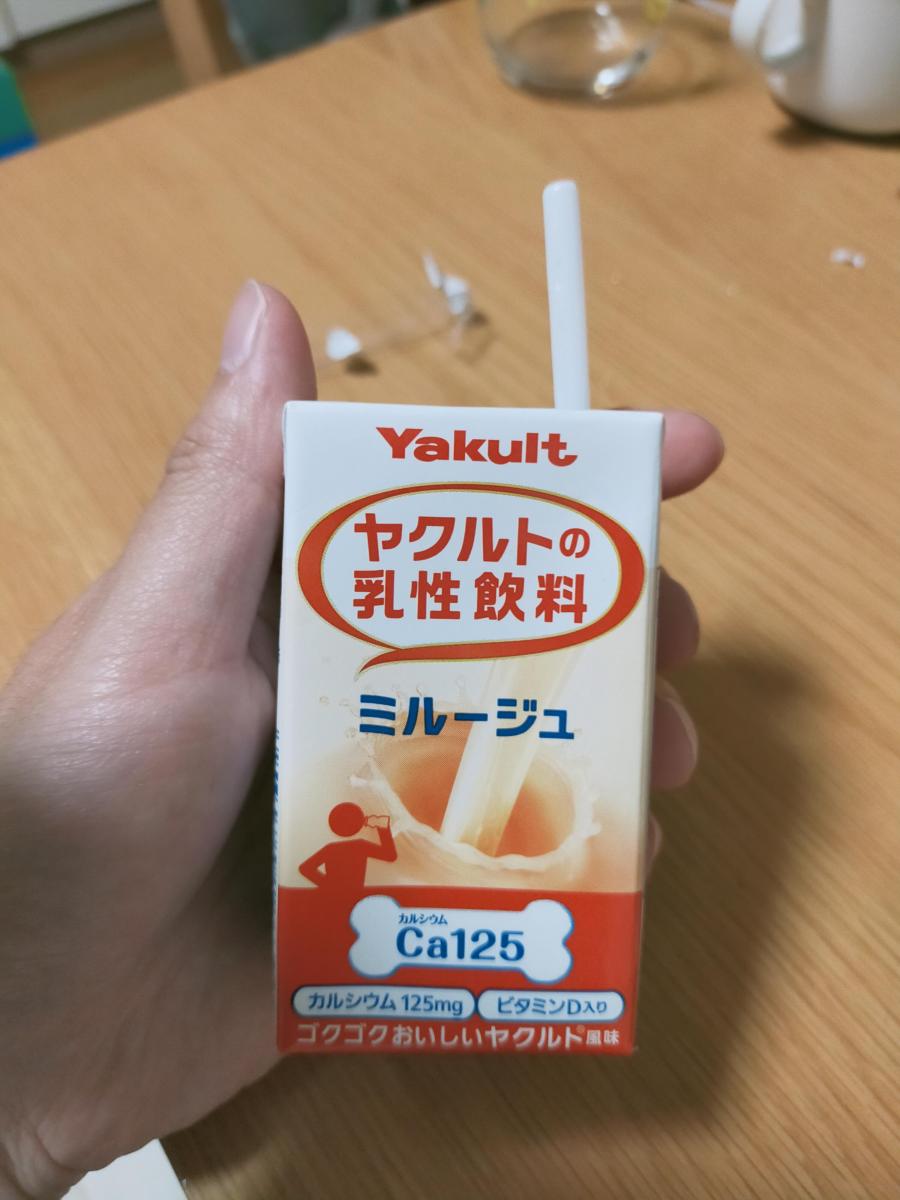 Yakult
ヤクルトの
乳性飲料
ミルージュ
カルシウム
Ca125
カルシウム125mg
ビタミンD入り
ゴクゴクおいしいヤクルト®風味